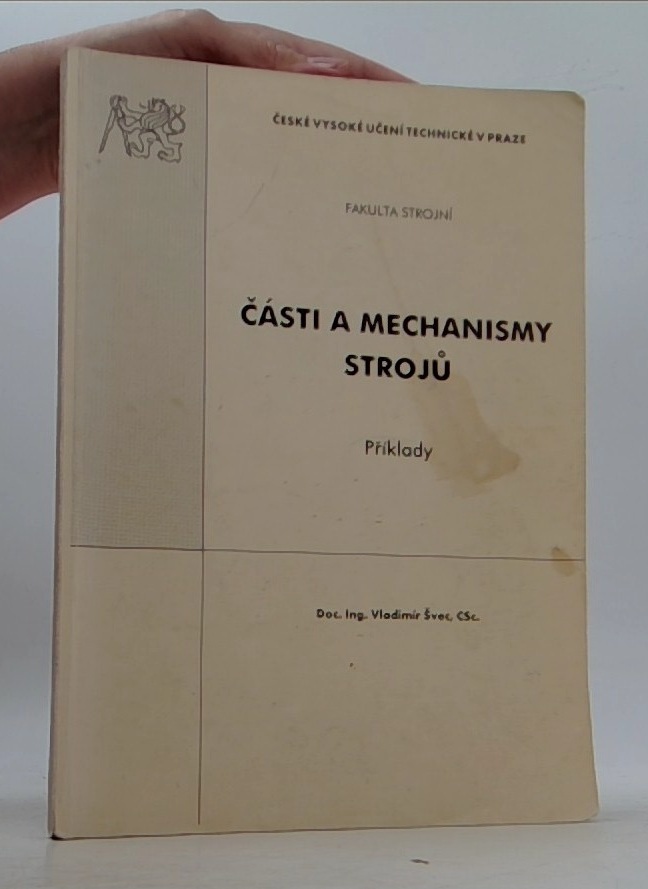 ČESKÉ VYSOKÉ UČENÍ TECHNICKÉ V PRAZE
FAKULTA STROJNÍ
ČÁSTI A MECHANISMY
STROJŮ
Příklady
Doc. Ing. Vladimír Švec, CSc.